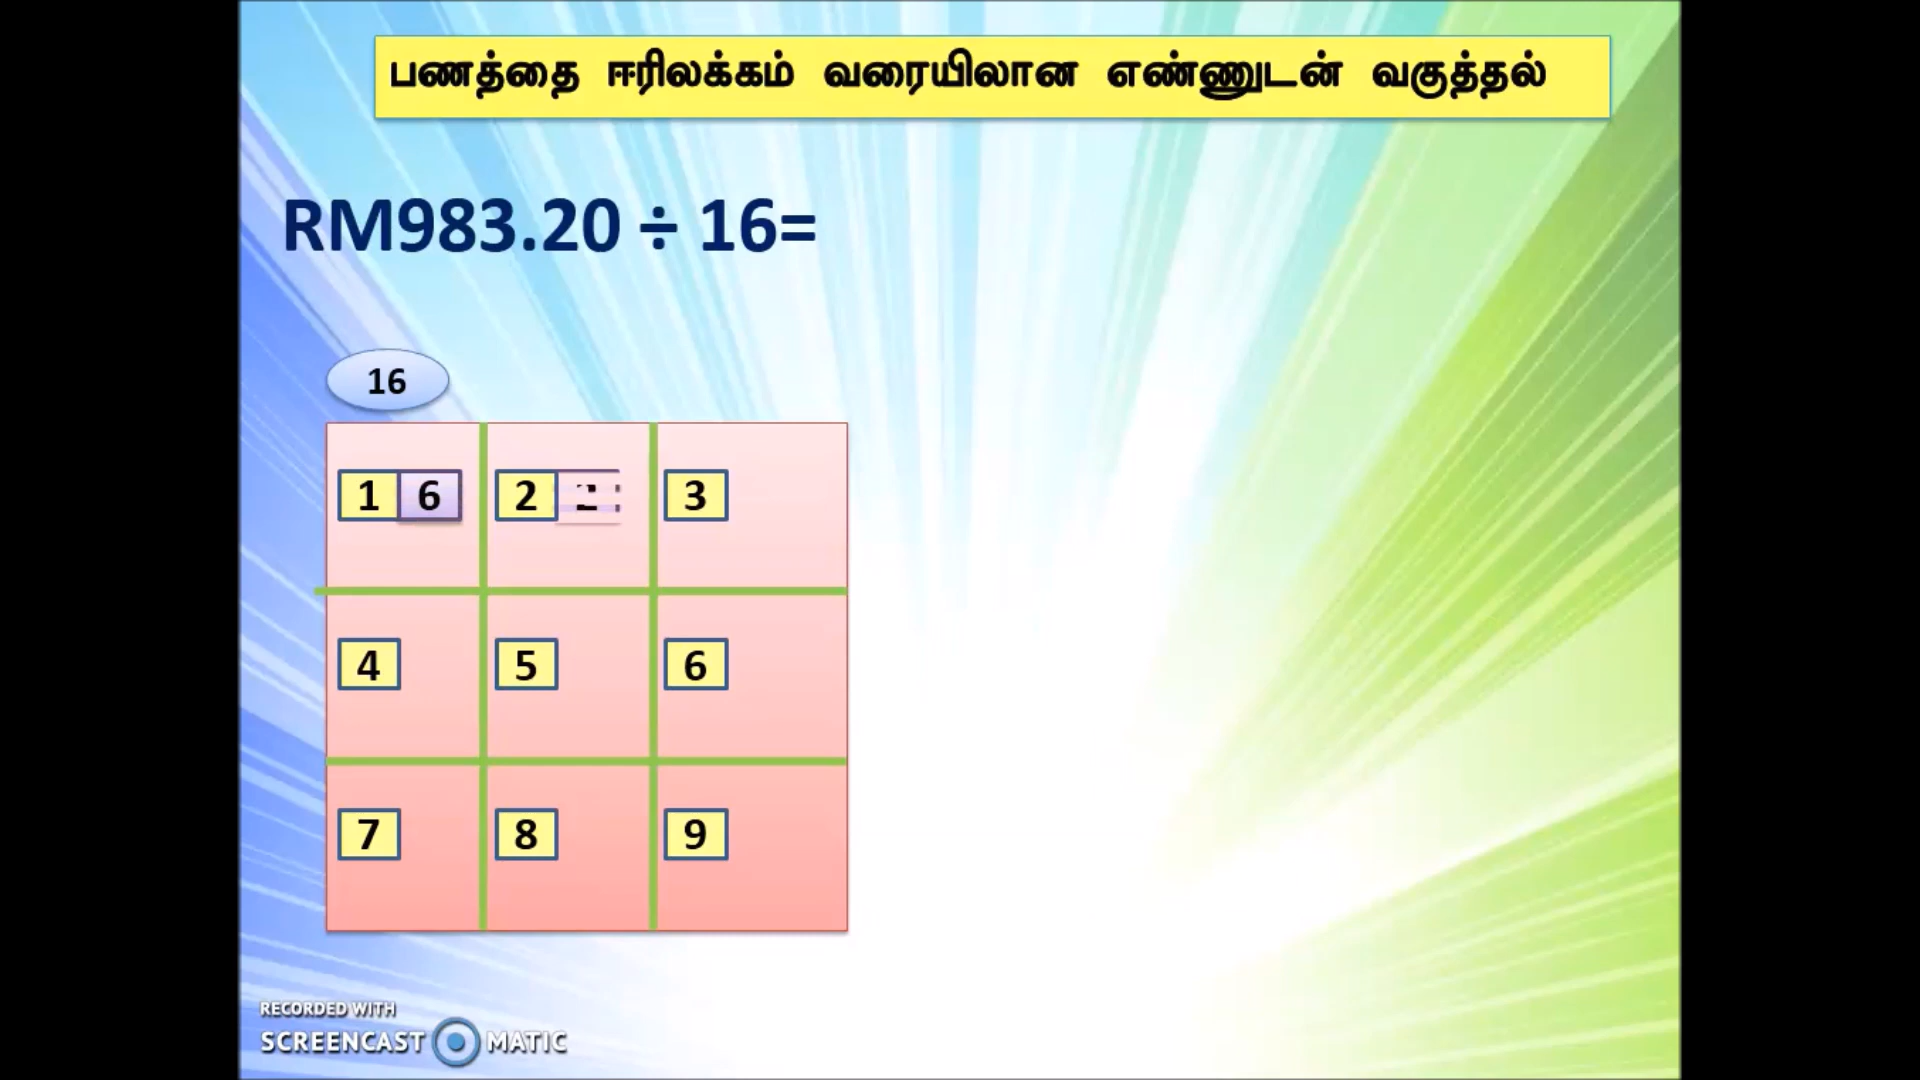 பணத்தை ஈரிலக்கம் வரையிலான எண்ணுடன் வகுத்தல்
RM983.20 ÷ 16=
16
1 6 2 3
4 5 6
7 8 9
RECORDED WITH
SCREENCAST MATIC